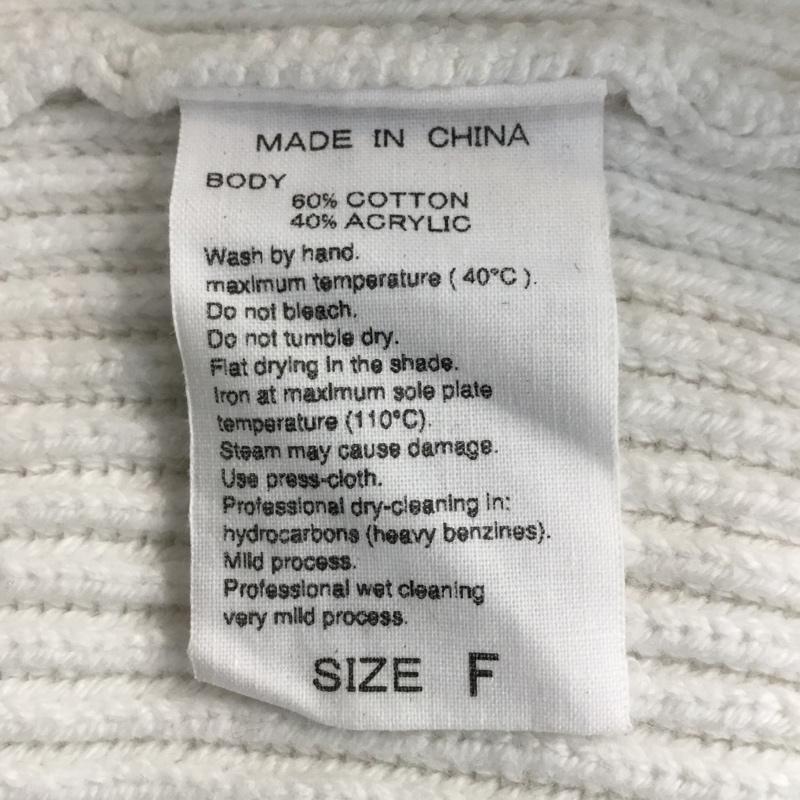 MADE IN CHINA
BODY
60% COTTON
40% ACRYLIC
Wash by hand.
maximum temperature ( 40°C ).
Do not bleach.
Do not tumble dry.
Flat drying in the shade.
Iron at maximum sole plate
temperature (110°C).
Steam may cause damage.
Use press-cloth.
Professional dry-cleaning in:
hydrocarbons (heavy benzines).
Mild process.
Professional wet cleaning
very mild process.
SIZE F